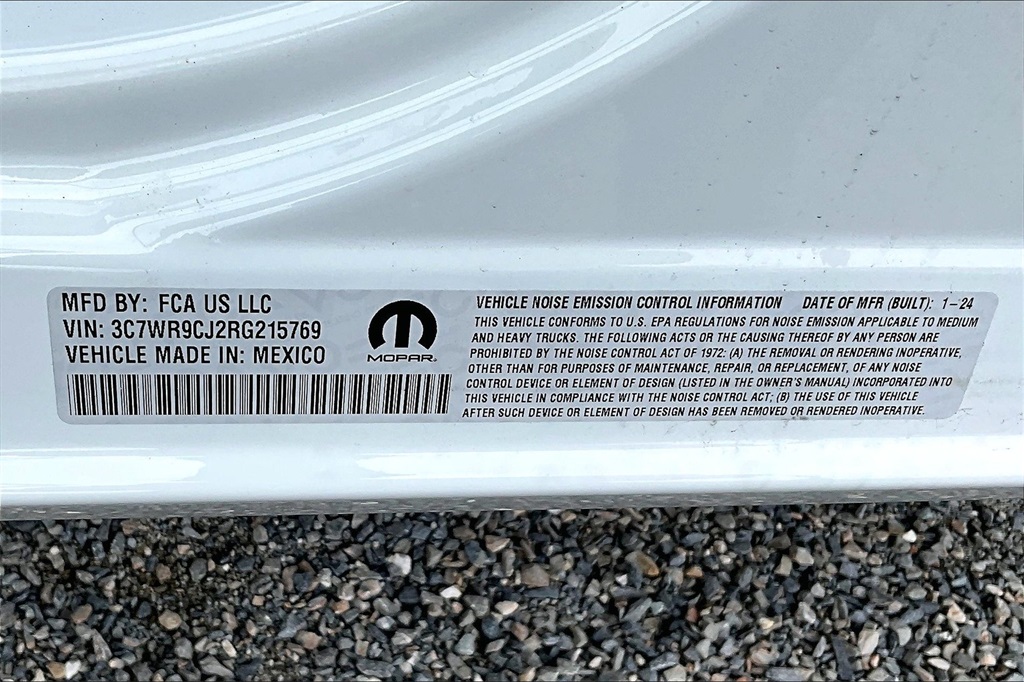 MFD BY: FCA US LLC
VIN: 3C7WR9CJ2RG215769
VEHICLE MADE IN: MEXICO
MOPAR
VEHICLE NOISE EMISSION CONTROL INFORMATION DATE OF MFR (BUILT): 1-24
THIS VEHICLE CONFORMS TO U.S. EPA REGULATIONS FOR NOISE EMISSION APPLICABLE TO MEDIUM
AND HEAVY TRUCKS. THE FOLLOWING ACTS OR THE CAUSING THEREOF BY ANY PERSON ARE
PROHIBITED BY THE NOISE CONTROL ACT OF 1972: (A) THE REMOVAL OR RENDERING INOPERATIVE,
OTHER THAN FOR PURPOSES OF MAINTENANCE, REPAIR, OR REPLACEMENT, OF ANY NOISE
CONTROL DEVICE OR ELEMENT OF DESIGN (LISTED IN THE OWNER'S MANUAL) INCORPORATED INTO
THIS VEHICLE IN COMPLIANCE WITH THE NOISE CONTROL ACT; (B) THE USE OF THIS VEHICLE
AFTER SUCH DEVICE OR ELEMENT OF DESIGN HAS BEEN REMOVED OR RENDERED INOPERATIVE.